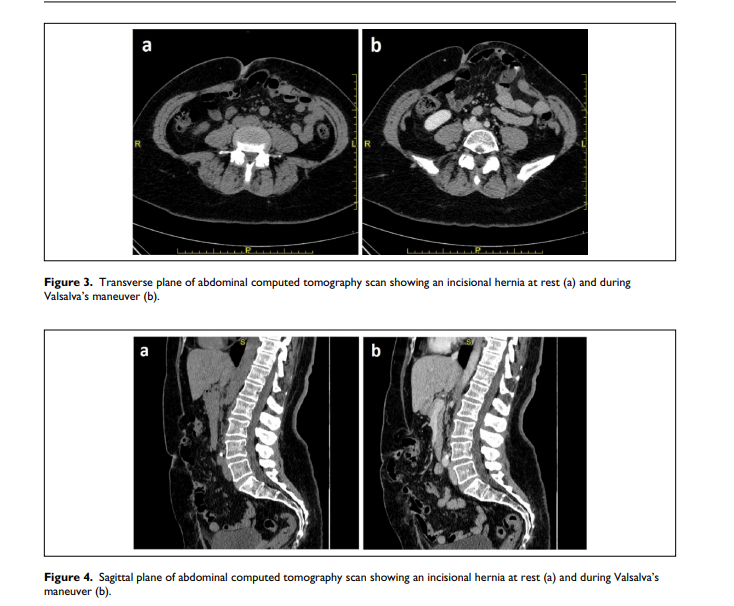 a
b
R
L
R
L
P
P
Figure 3. Transverse plane of abdominal computed tomography scan showing an incisional hernia at rest (a) and during
Valsalva's maneuver (b).
a
S
b
S
Figure 4. Sagittal plane of abdominal computed tomography scan showing an incisional hernia at rest (a) and during Valsalva's
maneuver (b).